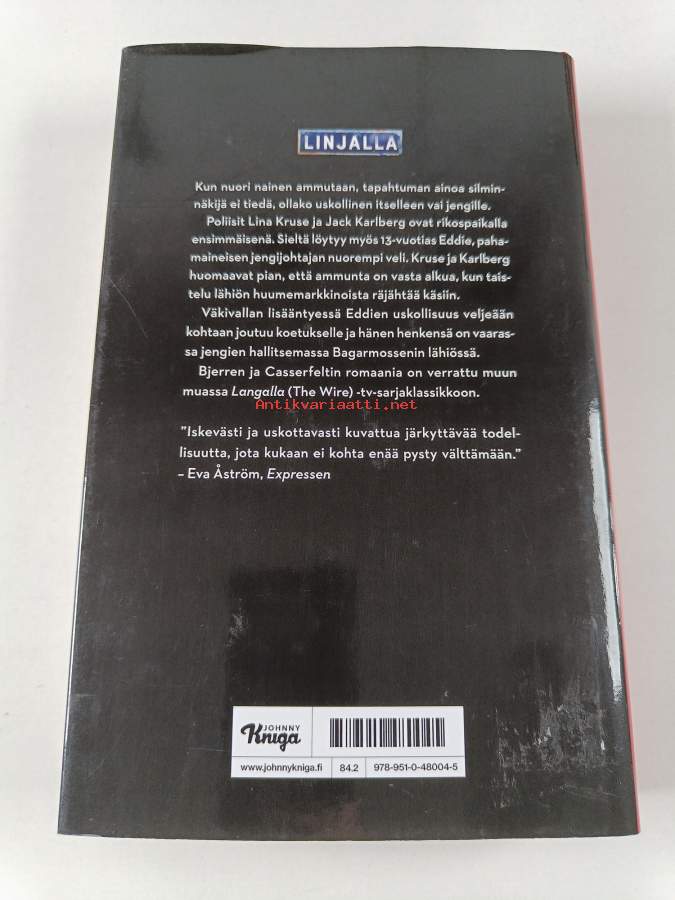 LINJALLA
Kun nuori nainen ammutaan, tapahtuman ainoa silmin-
näkijä ei tiedä, ollako uskollinen itselleen vai jengille.
Poliisit Lina Kruse ja Jack Karlberg ovat rikospaikalla
ensimmäisenä. Sieltä löytyy myös 13-vuotias Eddie, paha-
maineisen jengijohtajan nuorempi veli. Kruse ja Karlberg
huomaavat pian, että ammunta on vasta alkua, kun tais-
telu lähiön huumemarkkinoista räjähtää käsiin.
Väkivallan lisääntyessä Eddien uskollisuus veljeään
kohtaan joutuu koetukselle ja hänen henkensä on vaaras-
sa jengien hallitsemassa Bagarmossenin lähiössä.
Bjerren ja Casserfeltin romaania on verrattu muun
muassa Langalla (The Wire) -tv-sarjaklassikkoon.
Antikvariaatti.net
”Iskevästi ja uskottavasti kuvattua järkyttävää todel-
lisuutta, jota kukaan ei kohta enää pysty välttämään.”
– Eva Åström, Expressen
JOHNNY
Kniga
www.johnnykniga.fi 84.2 978-951-0-48004-5